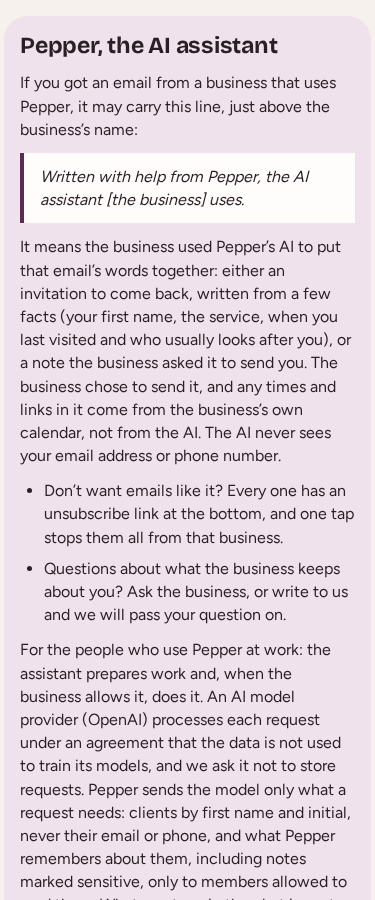 Pepper, the AI assistant
If you got an email from a business that uses
Pepper, it may carry this line, just above the
business’s name:
Written with help from Pepper, the AI
assistant [the business] uses.
It means the business used Pepper’s AI to put
that email’s words together: either an
invitation to come back, written from a few
facts (your first name, the service, when you
last visited and who usually looks after you), or
a note the business asked it to send you. The
business chose to send it, and any times and
links in it come from the business’s own
calendar, not from the AI. The AI never sees
your email address or phone number.
• Don’t want emails like it? Every one has an
unsubscribe link at the bottom, and one tap
stops them all from that business.
• Questions about what the business keeps
about you? Ask the business, or write to us
and we will pass your question on.
For the people who use Pepper at work: the
assistant prepares work and, when the
business allows it, does it. An AI model
provider (OpenAI) processes each request
under an agreement that the data is not used
to train its models, and we ask it not to store
requests. Pepper sends the model only what a
request needs: clients by first name and initial,
never their email or phone, and what Pepper
remembers about them, including notes
marked sensitive, only to members allowed to